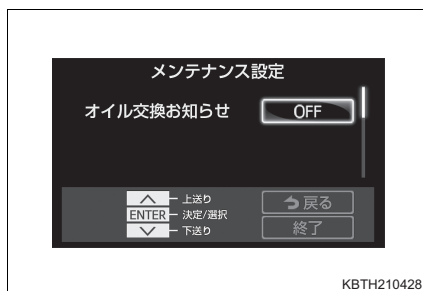 メンテナンス設定
オイル交換お知らせ OFF
上送り
ENTER 決定/選択
下送り
戻る
終了
KBTH210428